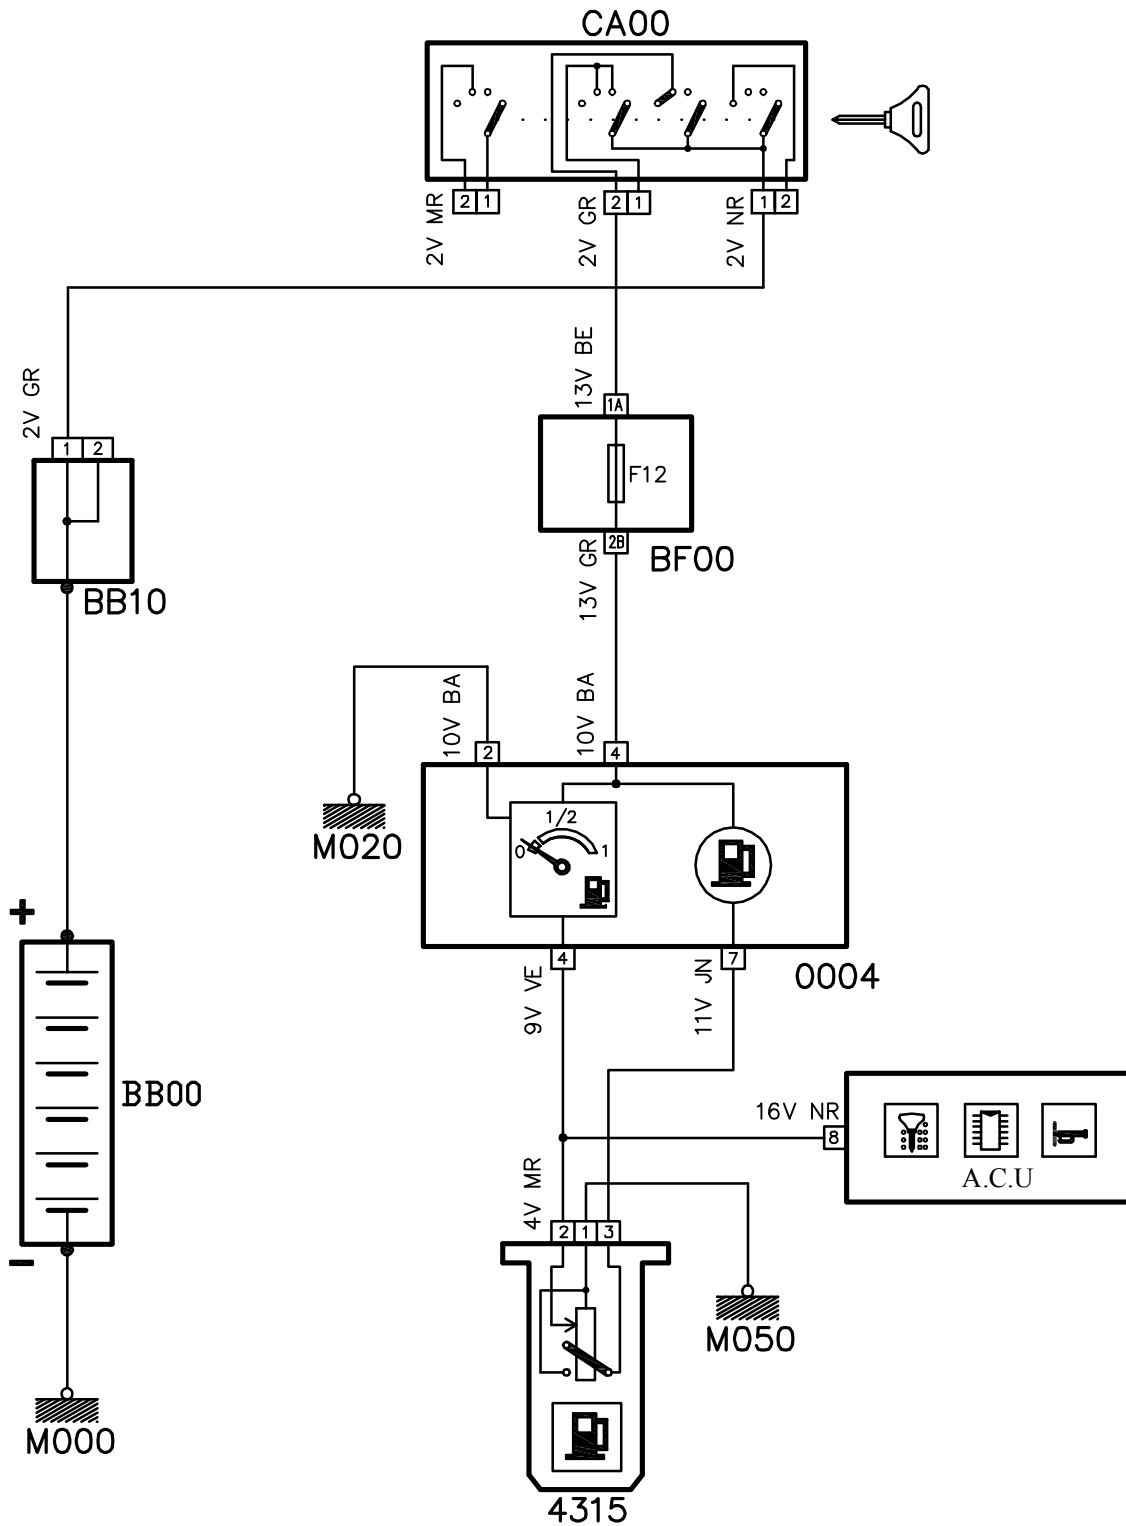 CA00
2 1
2 1
1 2
2V MR
2V GR
2V NR
13V BE
2V GR
1A
1 2
F12
2B
BF00
13V GR
BB10
10V BA
10V BA
2
4
1/2
M020
0
1
+
4
7
0004
9V VE
11V JN
BB00
16V NR
8
A.C.U
4V MR
2 1 3
-
M050
M000
4315